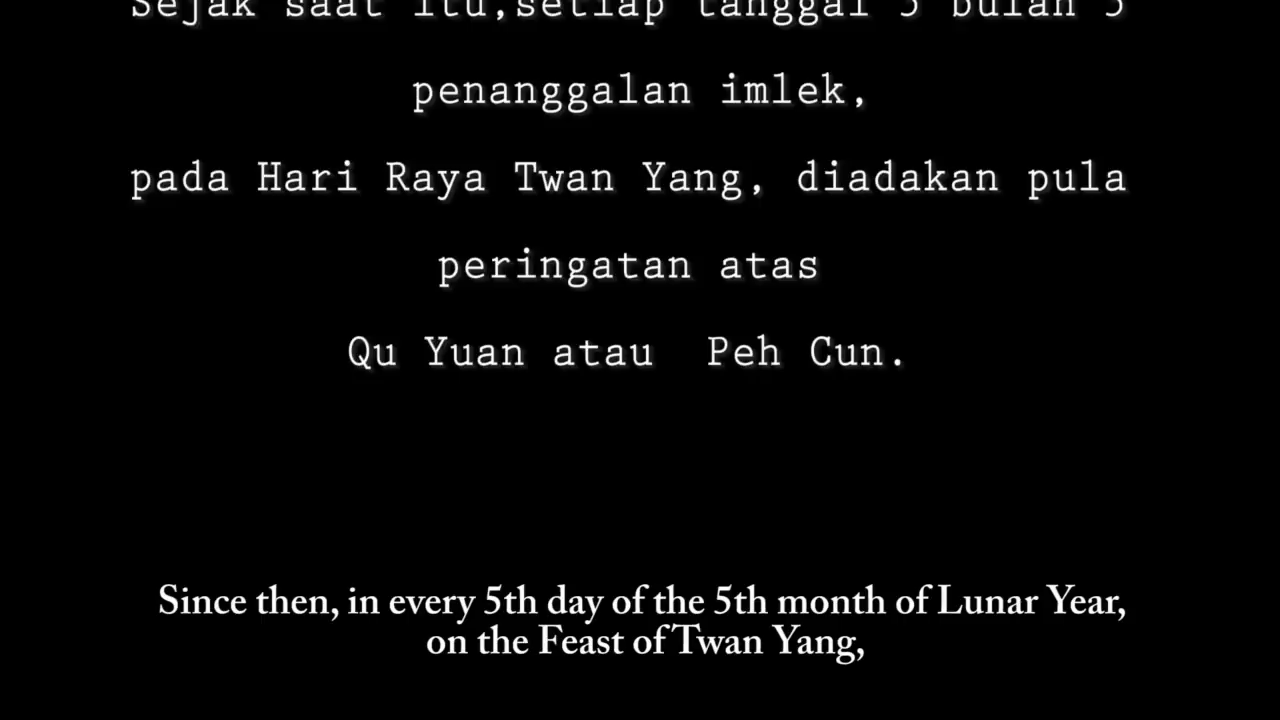 Sejak saat itu,setiap tanggal 5 bulan 5
penanggalan imlek,
pada Hari Raya Twan Yang, diadakan pula
peringatan atas
Qu Yuan atau  Peh Cun.
Since then, in every 5th day of the 5th month of Lunar Year,
on the Feast of Twan Yang,